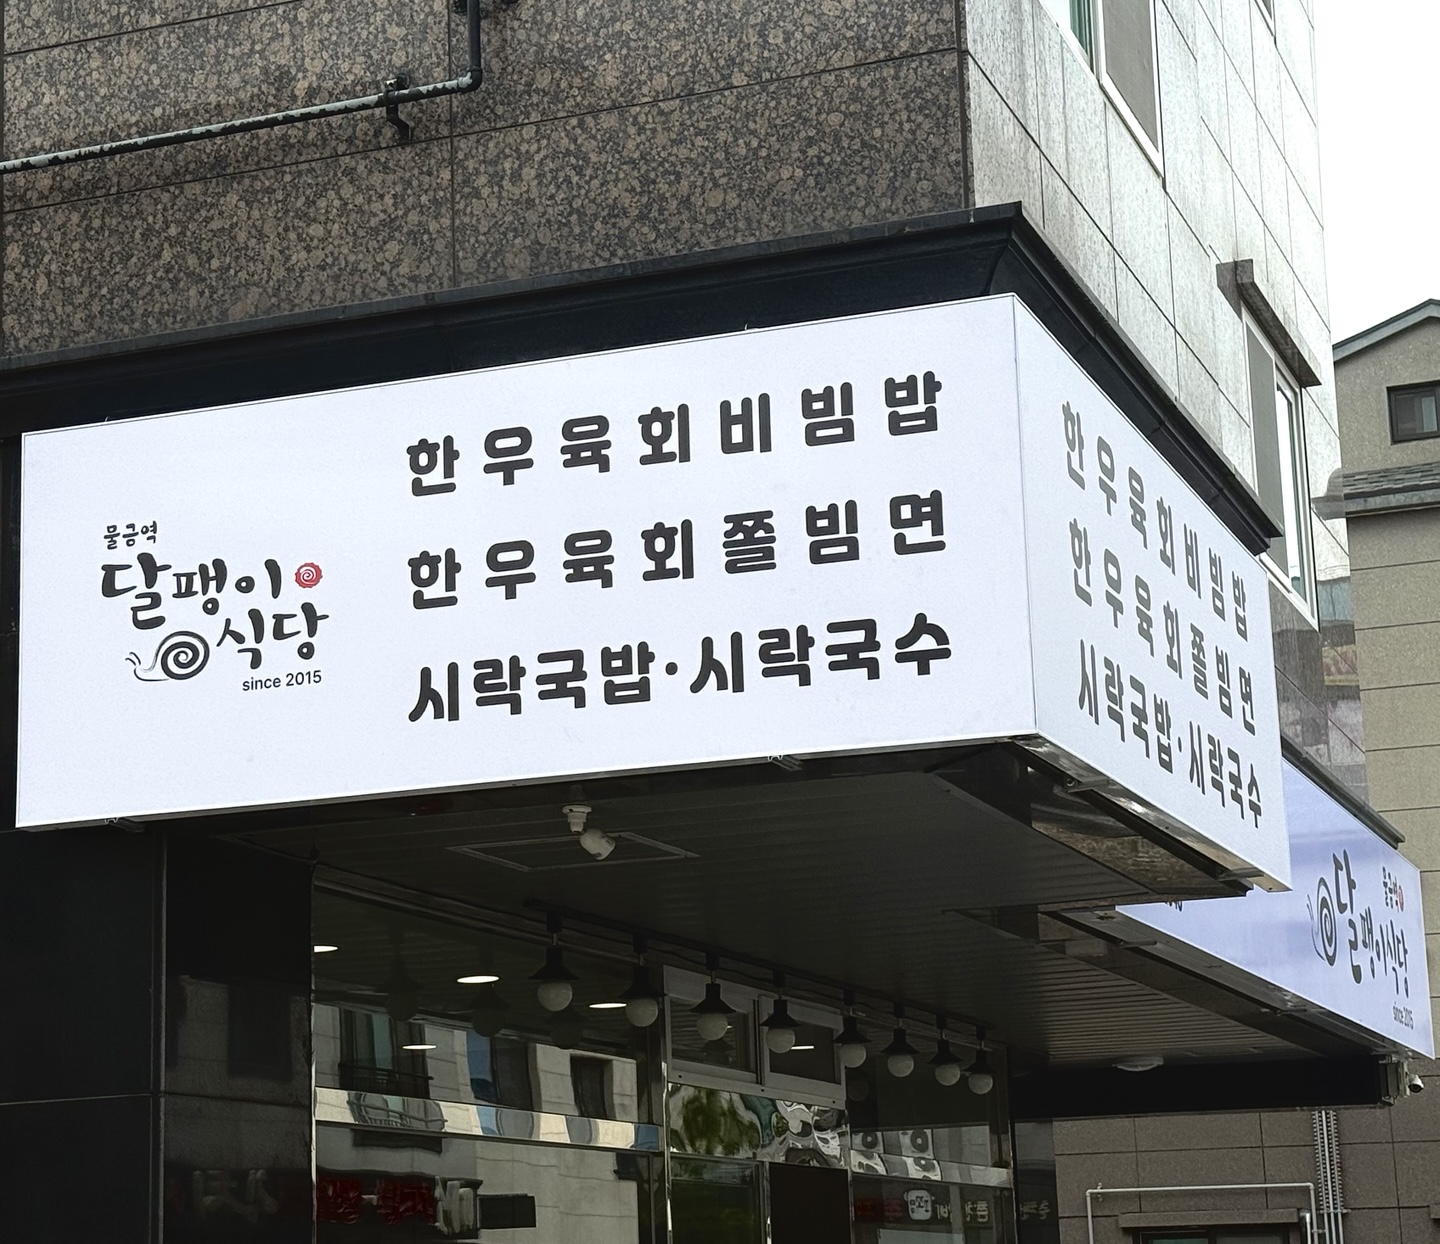 물금역
달팽이
식당
since 2015
한우육회비빔밥
한우육회쫄빔면
시락국밥·시락국수
한우육회비빔밥
한우육회쫄빔면
시락국밥·시락국수
물금역
달팽이식당
since 2015